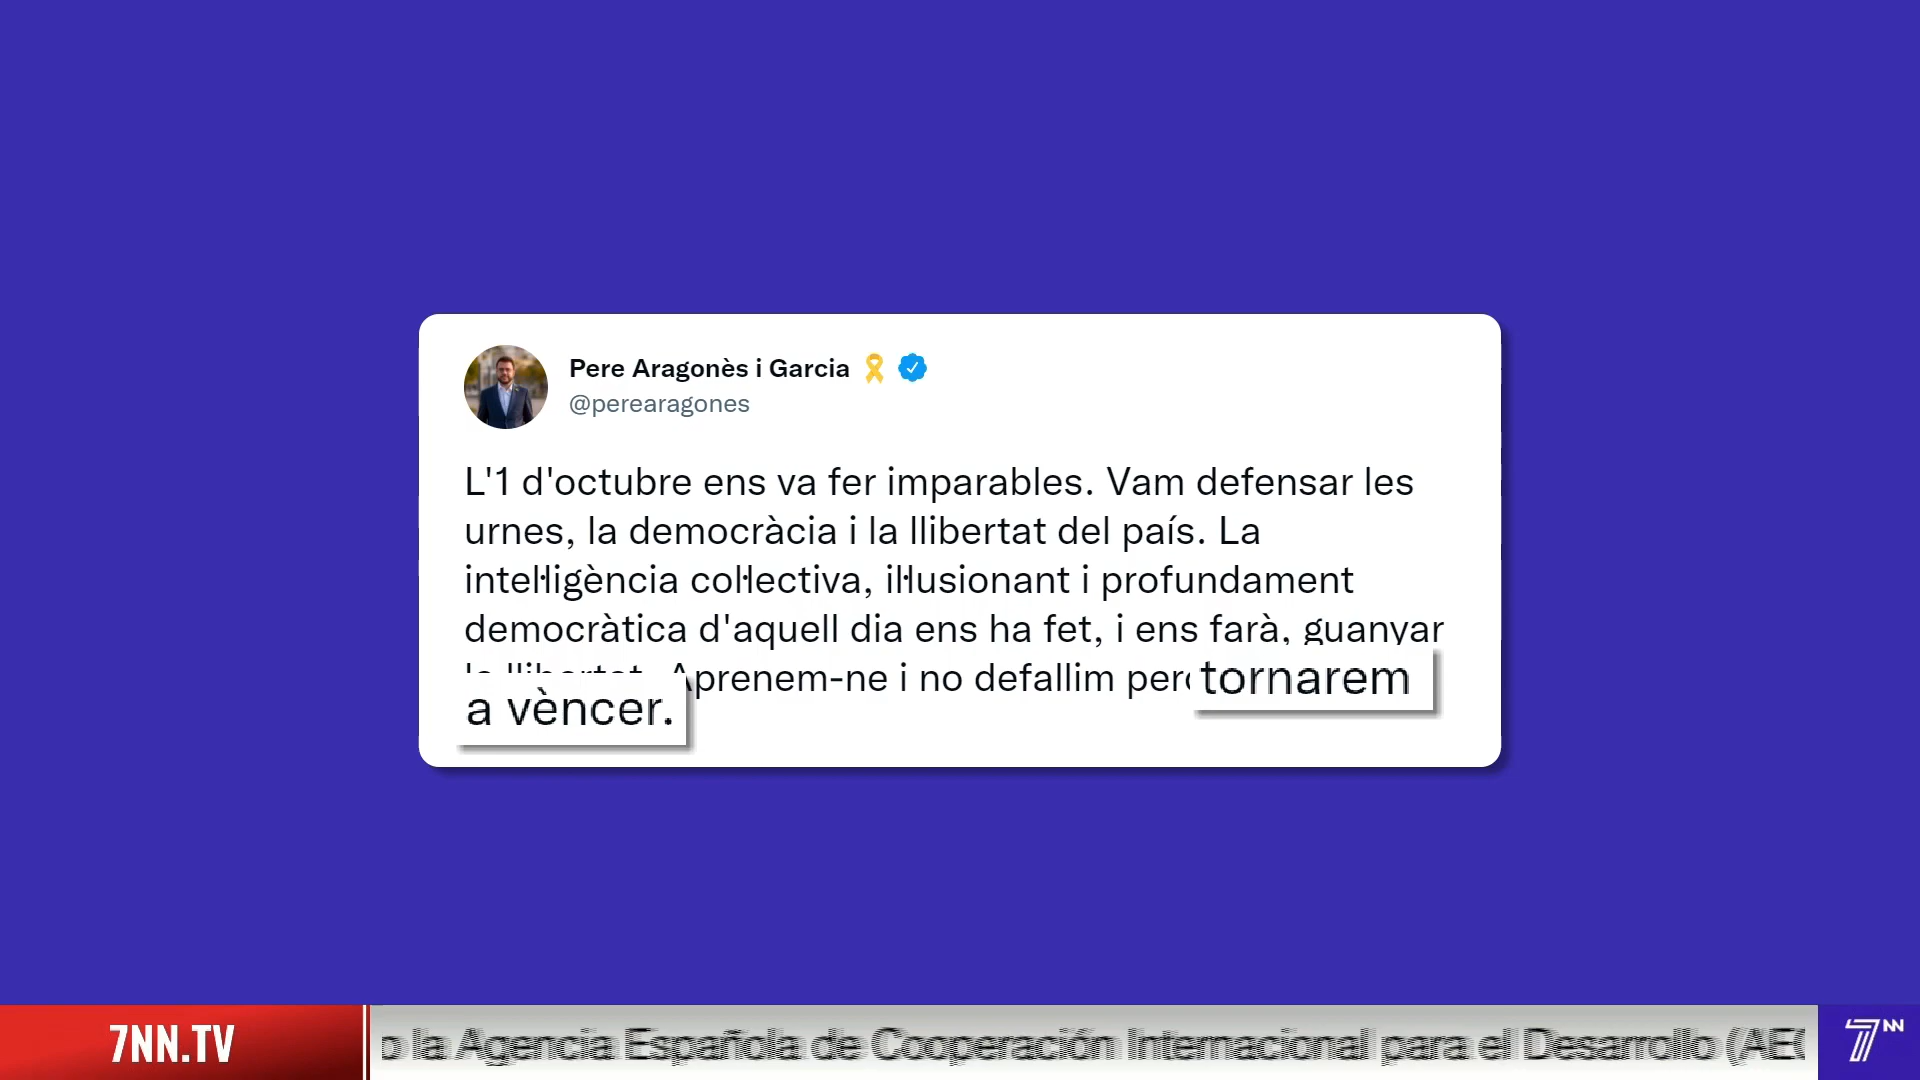 Pere Aragonès i Garcia
@perearagones
L'1 d'octubre ens va fer imparables. Vam defensar les
urnes, la democràcia i la llibertat del país. La
intel·ligència col·lectiva, il·lusionant i profundament
democràtica d'aquell dia ens ha fet, i ens farà, guanyar
Aprenem-ne i no defallim tornarem
a vèncer.
7NN.TV
la Agencia Española de Cooperación Internacional para el Desarrollo
7NN